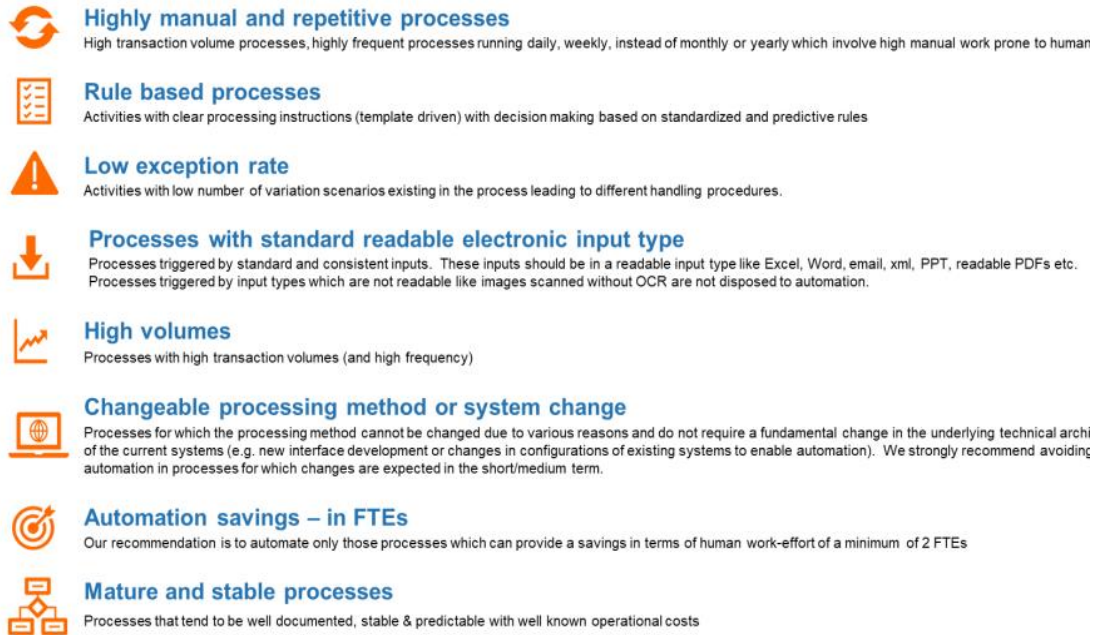 Highly manual and repetitive processes
High transaction volume processes, highly frequent processes running daily, weekly, instead of monthly or yearly which involve high manual work prone to human
Rule based processes
Activities with clear processing instructions (template driven) with decision making based on standardized and predictive rules
Low exception rate
Activities with low number of variation scenarios existing in the process leading to different handling procedures.
Processes with standard readable electronic input type
Processes triggered by standard and consistent inputs. These inputs should be in a readable input type like Excel, Word, email, xml, PPT, readable PDFs etc.
Processes triggered by input types which are not readable like images scanned without OCR are not disposed to automation.
High volumes
Processes with high transaction volumes (and high frequency)
Changeable processing method or system change
Processes for which the processing method cannot be changed due to various reasons and do not require a fundamental change in the underlying technical archi
of the current systems (e.g. new interface development or changes in configurations of existing systems to enable automation). We strongly recommend avoiding
automation in processes for which changes are expected in the short/medium term.
Automation savings – in FTEs
Our recommendation is to automate only those processes which can provide a savings in terms of human work-effort of a minimum of 2 FTEs
Mature and stable processes
Processes that tend to be well documented, stable & predictable with well known operational costs